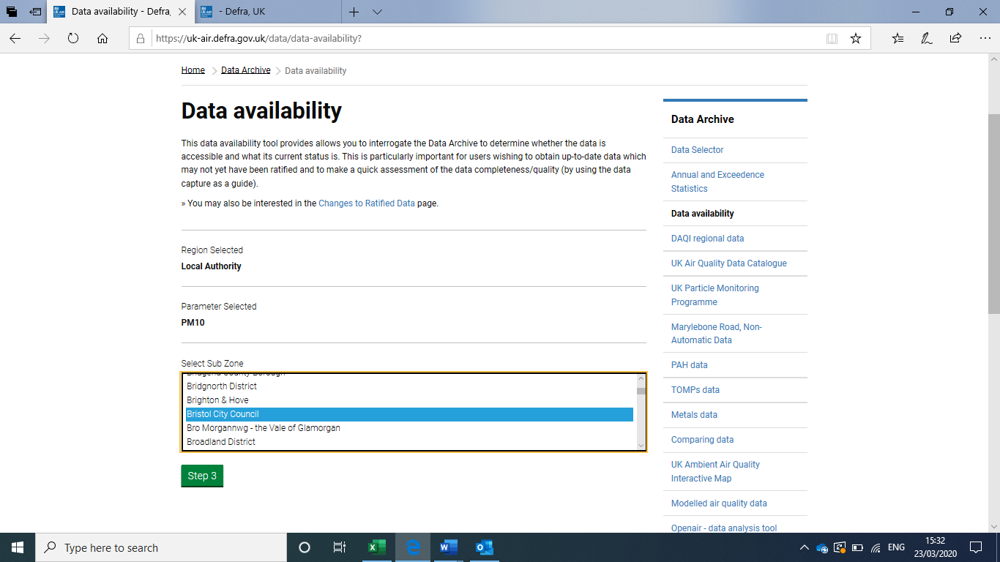 Data availability - Defra,
- Defra, UK
https://uk-air.defra.gov.uk/data/data-availability?
Home
Data Archive
Data availability
Data availability
This data availability tool provides allows you to interrogate the Data Archive to determine whether the data is
accessible and what its current status is. This is particularly important for users wishing to obtain up-to-date data which
may not yet have been ratified and to make a quick assessment of the data completeness/quality (by using the data
capture as a guide).
» You may also be interested in the Changes to Ratified Data page.
Region Selected
Local Authority
Parameter Selected
PM10
Select Sub Zone
Bridgend County Borough
Bridgnorth District
Brighton & Hove
Bristol City Council
Bro Morgannwg - the Vale of Glamorgan
Broadland District
Step 3
Data Archive
Data Selector
Annual and Exceedence
Statistics
Data availability
DAQI regional data
UK Air Quality Data Catalogue
UK Particle Monitoring
Programme
Marylebone Road, Non-
Automatic Data
PAH data
TOMPs data
Metals data
Comparing data
UK Ambient Air Quality
Interactive Map
Modelled air quality data
Openair - data analysis tool
Type here to search
ENG
15:32
23/03/2020